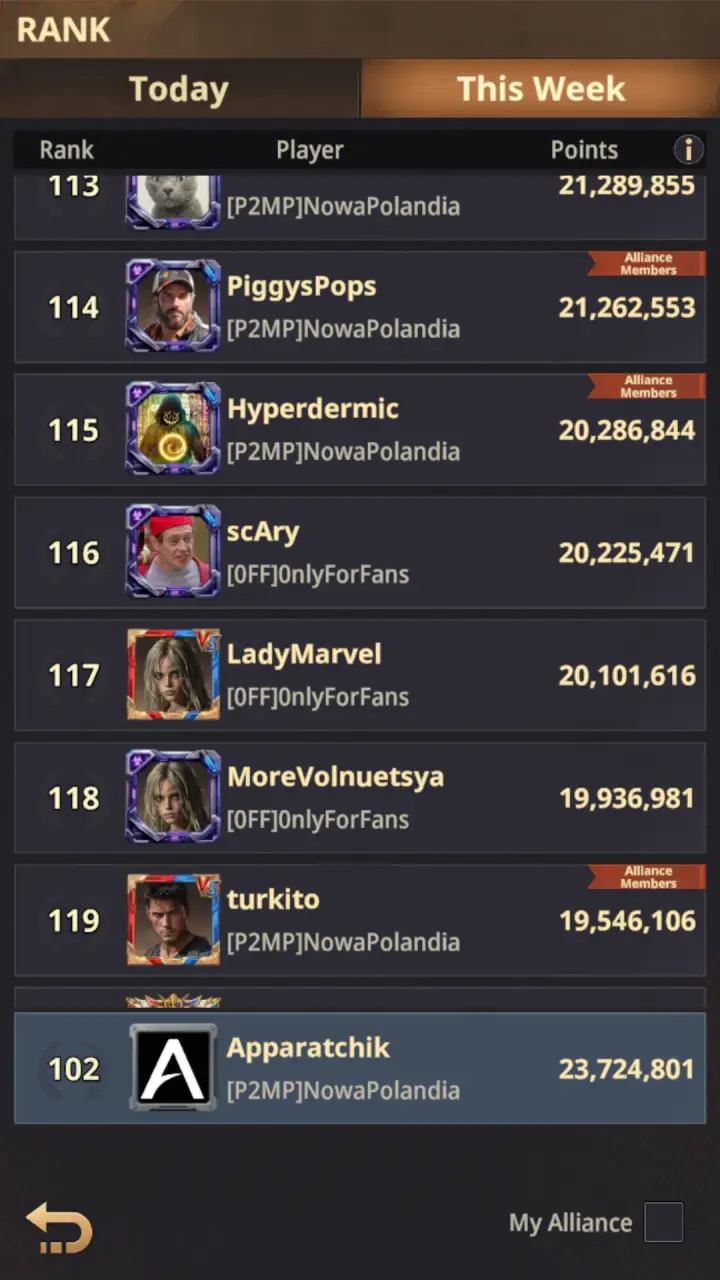 RANK
Today
This Week
Rank Player Points i
113
21,289,855
[P2MP]NowaPolandia
Alliance
Members
114
PiggysPops
21,262,553
[P2MP]NowaPolandia
Alliance
Members
115
Hyperdermic
20,286,844
[P2MP]NowaPolandia
116
scAry
20,225,471
[0FF]0nlyForFans
VS
117
LadyMarvel
20,101,616
[0FF]0nlyForFans
118
MoreVolnuetsya
19,936,981
[0FF]0nlyForFans
Alliance
Members
VS
119
turkito
19,546,106
[P2MP]NowaPolandia
102
A
Apparatchik
23,724,801
[P2MP]NowaPolandia
My Alliance